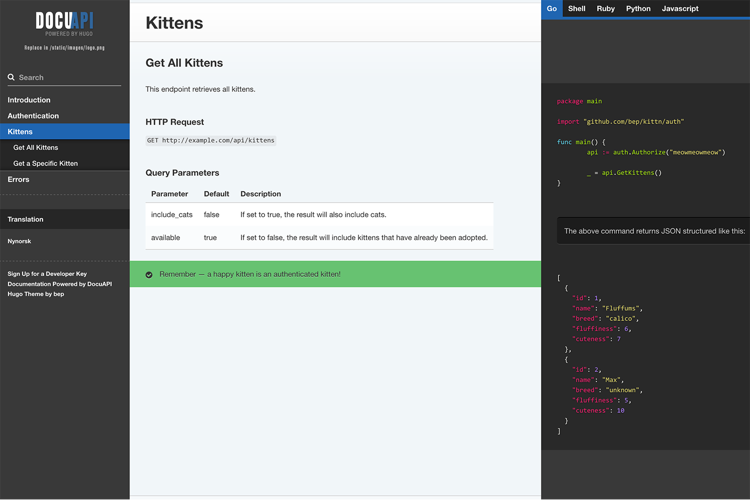 DOCUAPI
POWERED BY HUGO
Replace in /static/images/logo.png
Search
Introduction
Authentication
Kittens
Get All Kittens
Get a Specific Kitten
Errors
Translation
Nynorsk
Sign Up for a Developer Key
Documentation Powered by DocuAPI
Hugo Theme by bep
Kittens
Get All Kittens
This endpoint retrieves all kittens.
HTTP Request
GET http://example.com/api/kittens
Query Parameters
Parameter Default Description
include_cats false If set to true, the result will also include cats.
available true If set to false, the result will include kittens that have already been adopted.
Remember — a happy kitten is an authenticated kitten!
Go Shell Ruby Python Javascript
package main
import "github.com/bep/kittn/auth"
func main() {
api := auth.Authorize("meowmeowmeow")
_ = api.GetKittens()
}
The above command returns JSON structured like this:
[
{
"id": 1,
"name": "Fluffums",
"breed": "calico",
"fluffiness": 6,
"cuteness": 7
},
{
"id": 2,
"name": "Max",
"breed": "unknown",
"fluffiness": 5,
"cuteness": 10
}
]